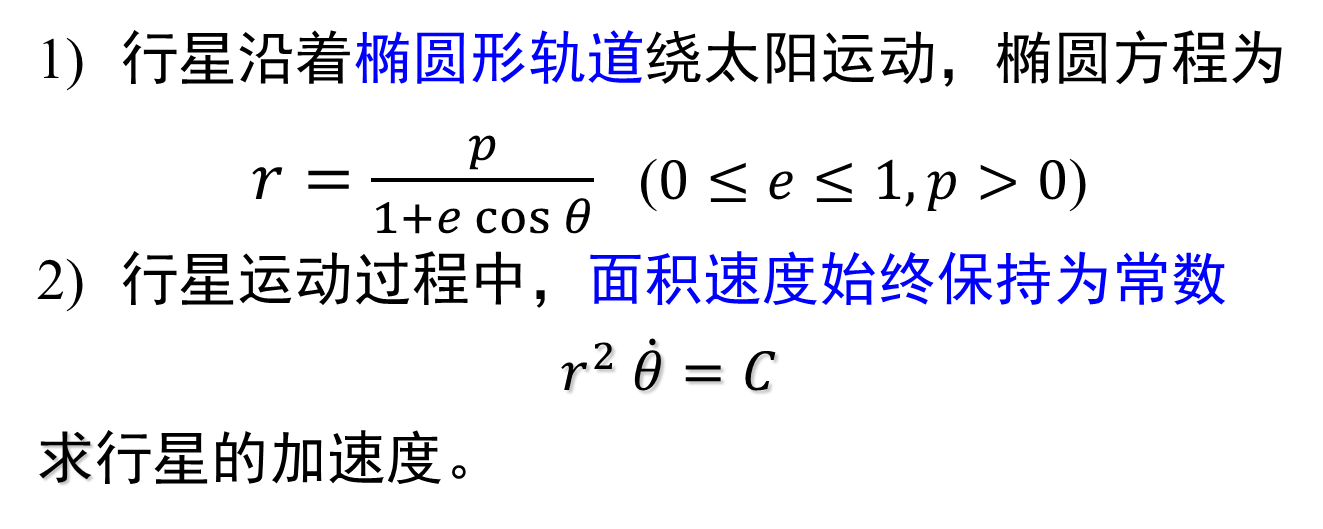 1) 行星沿着椭圆形轨道绕太阳运动，椭圆方程为
r = p / (1+e cos θ) (0 ≤ e ≤ 1, p > 0)
2) 行星运动过程中，面积速度始终保持为常数
r² θ̇ = C
求行星的加速度。